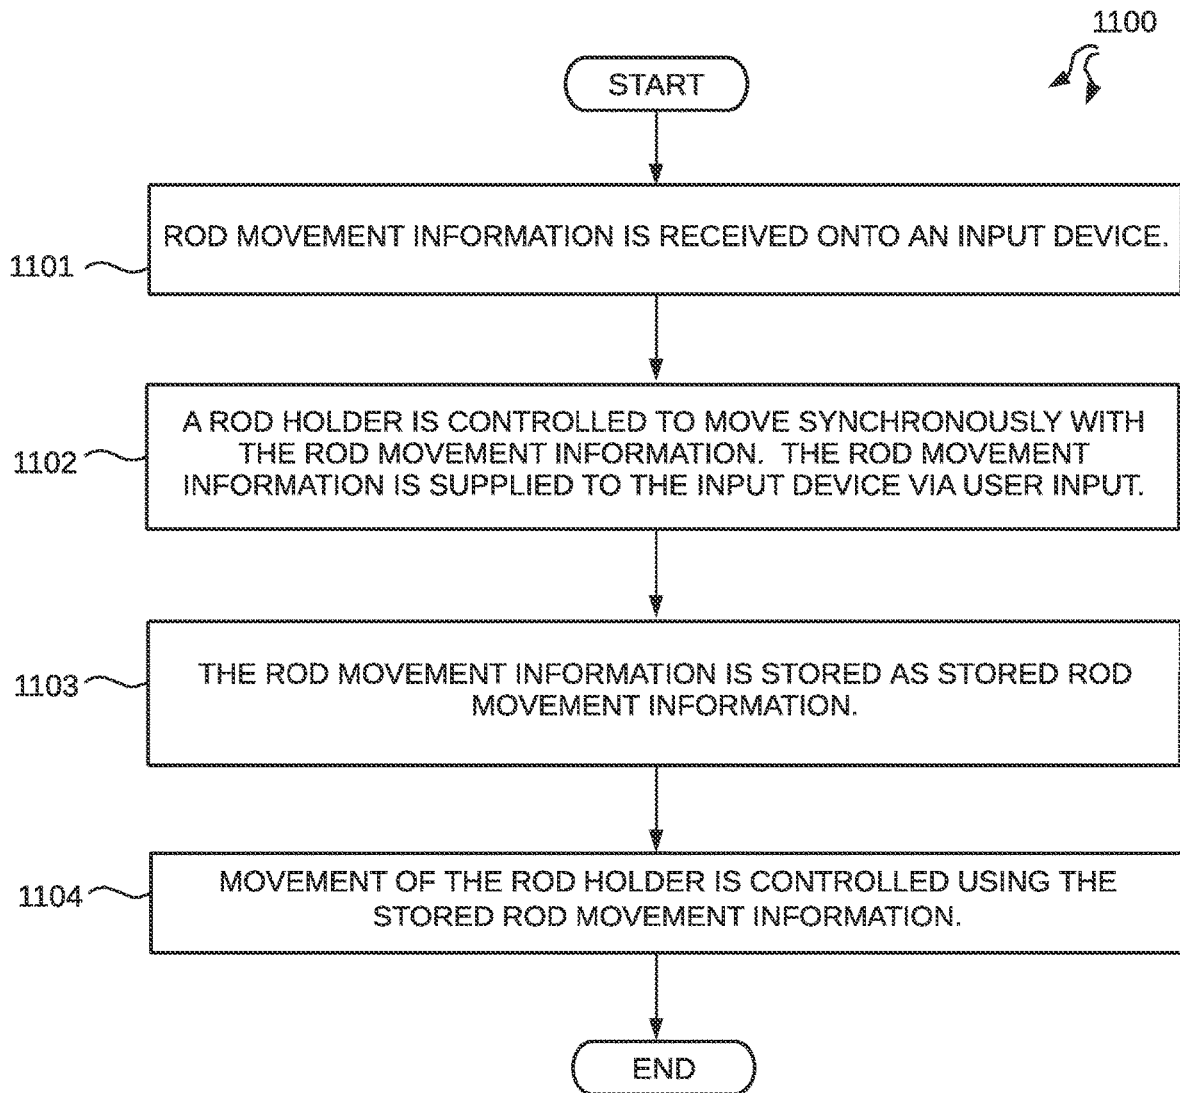 1100
START
ROD MOVEMENT INFORMATION IS RECEIVED ONTO AN INPUT DEVICE.
1101
A ROD HOLDER IS CONTROLLED TO MOVE SYNCHRONOUSLY WITH
THE ROD MOVEMENT INFORMATION. THE ROD MOVEMENT
INFORMATION IS SUPPLIED TO THE INPUT DEVICE VIA USER INPUT.
1102
THE ROD MOVEMENT INFORMATION IS STORED AS STORED ROD
MOVEMENT INFORMATION.
1103
MOVEMENT OF THE ROD HOLDER IS CONTROLLED USING THE
STORED ROD MOVEMENT INFORMATION.
1104
END